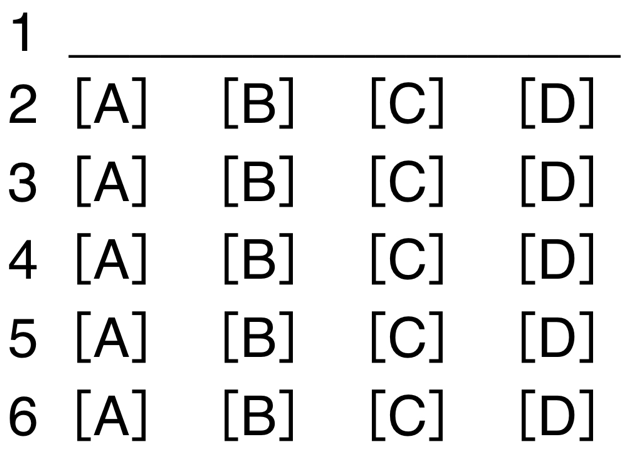 1 
2 [A] [B] [C] [D]
3 [A] [B] [C] [D]
4 [A] [B] [C] [D]
5 [A] [B] [C] [D]
6 [A] [B] [C] [D]